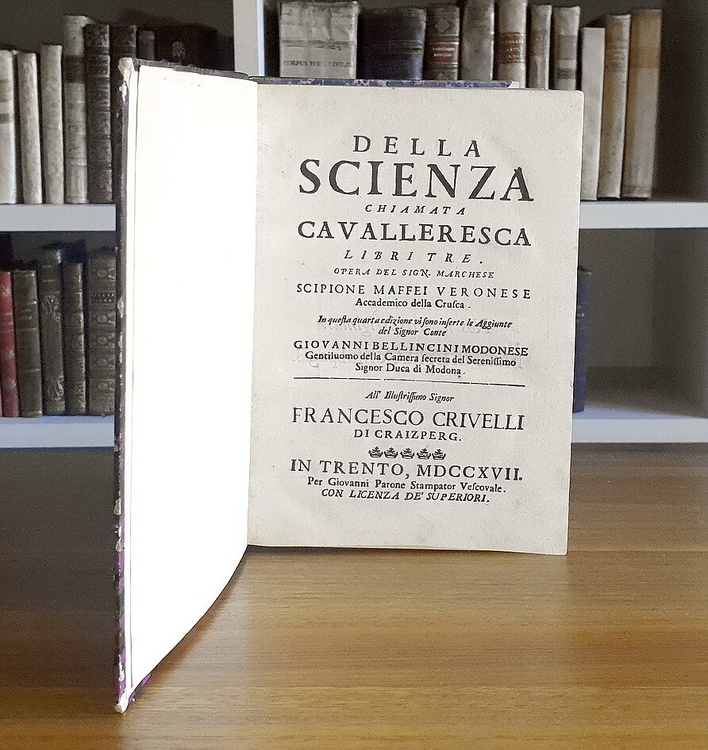 CORPUS IVRIS CIVILIS
DELLA
SCIENZA
CHIAMATA
CAVALLERESCA
LIBRI TRE.
OPERA DEL SIGN. MARCHESE
SCIPIONE MAFFEI VERONESE
Accademico della Cruſca.
In queſta quarta edizione vi ſono inſerte le Aggiunte
del Signor Conte
GIOVANNI BELLINCINI MODONESE
Gentiluomo della Camera ſecreta del Sereniſſimo
Signor Duca di Modona.
All' Illuſtriſſimo Signor
FRANCESCO CRIVELLI
DI CRAIZPERG.
IN TRENTO, MDCCXVII.
Per Giovanni Parone Stampator Veſcovale.
CON LICENZA DE' SUPERIORI.